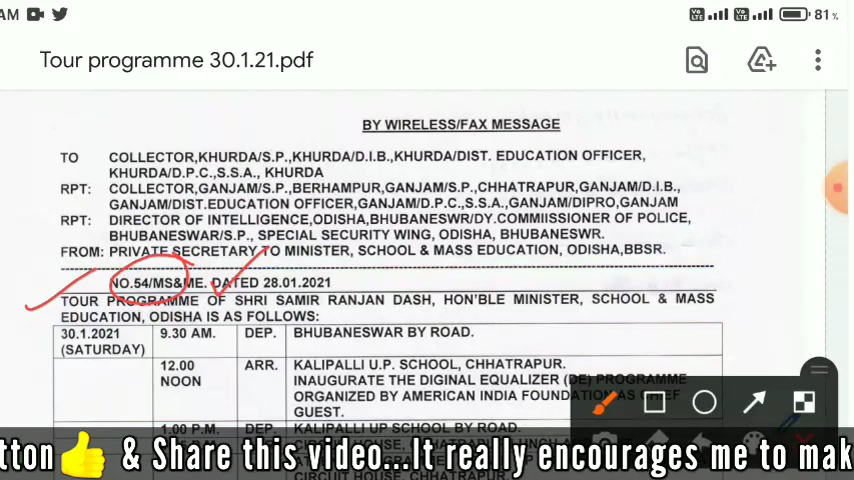 AM 81%
Tour programme 30.1.21.pdf
BY WIRELESS/FAX MESSAGE
TO COLLECTOR,KHURDA/S.P.,KHURDA/D.I.B.,KHURDA/DIST. EDUCATION OFFICER,
KHURDA/D.P.C.,S.S.A., KHURDA
RPT: COLLECTOR,GANJAM/S.P.,BERHAMPUR,GANJAM/S.P.,CHHATRAPUR,GANJAM/D.I.B.,
GANJAM/DIST.EDUCATION OFFICER,GANJAM/D.P.C.,S.S.A.,GANJAM/DIPRO,GANJAM
RPT: DIRECTOR OF INTELLIGENCE,ODISHA,BHUBANESWR/DY.COMMIISSIONER OF POLICE,
BHUBANESWAR/S.P., SPECIAL SECURITY WING, ODISHA, BHUBANESWR.
FROM: PRIVATE SECRETARY TO MINISTER, SCHOOL & MASS EDUCATION, ODISHA,BBSR.
NO.54/MS&ME. DATED 28.01.2021
TOUR PROGRAMME OF SHRI SAMIR RANJAN DASH, HON'BLE MINISTER, SCHOOL & MASS
EDUCATION, ODISHA IS AS FOLLOWS:
30.1.2021 9.30 AM. DEP. BHUBANESWAR BY ROAD.
(SATURDAY)
12.00 ARR. KALIPALLI U.P. SCHOOL, CHHATRAPUR.
NOON INAUGURATE THE DIGINAL EQUALIZER (DE) PROGRAMME
ORGANIZED BY AMERICAN INDIA FOUNDATION AS CHIEF
GUEST.
1.00 P.M. DEP. KALIPALLI UP SCHOOL BY ROAD.
tton 👍 & Share this video...It really encourages me to mak
CIRCUIT HOUSE, CHHATRAPUR.